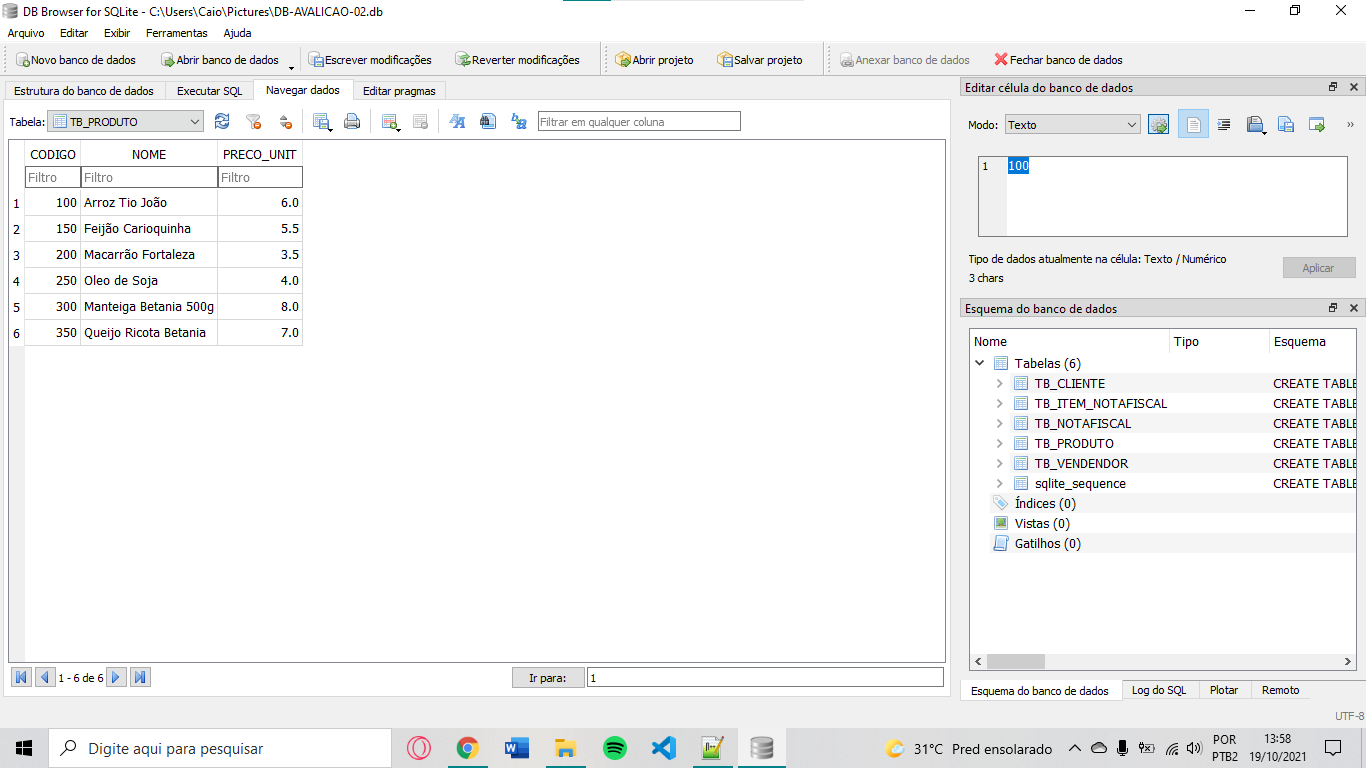 DB Browser for SQLite - C:\Users\Caio\Pictures\DB-AVALICAO-02.db
Arquivo Editar Exibir Ferramentas Ajuda
Novo banco de dados Abrir banco de dados Escrever modificações Reverter modificações Abrir projeto Salvar projeto Anexar banco de dados Fechar banco de dados
Estrutura do banco de dados Executar SQL Navegar dados Editar pragmas
Tabela: TB_PRODUTO Filtrar em qualquer coluna
CODIGO NOME PRECO_UNIT
Filtro Filtro Filtro
1 100 Arroz Tio João 6.0
2 150 Feijão Carioquinha 5.5
3 200 Macarrão Fortaleza 3.5
4 250 Oleo de Soja 4.0
5 300 Manteiga Betania 500g 8.0
6 350 Queijo Ricota Betania 7.0
1 - 6 de 6 Ir para: 1
Editar célula do banco de dados
Modo: Texto
1 100
Tipo de dados atualmente na célula: Texto / Numérico
3 chars
Aplicar
Esquema do banco de dados
Nome Tipo Esquema
Tabelas (6)
TB_CLIENTE CREATE TABLE
TB_ITEM_NOTAFISCAL CREATE TABLE
TB_NOTAFISCAL CREATE TABLE
TB_PRODUTO CREATE TABLE
TB_VENDENDOR CREATE TABLE
sqlite_sequence CREATE TABLE
Índices (0)
Vistas (0)
Gatilhos (0)
Esquema do banco de dados Log do SQL Plotar Remoto
UTF-8
Digite aqui para pesquisar
31°C Pred ensolarado
POR
PTB2
13:58
19/10/2021